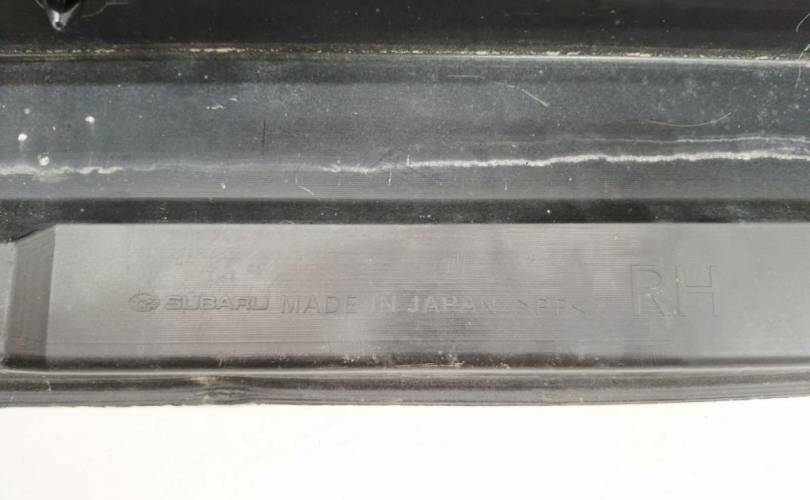 SUBARU MADE IN JAPAN >PP< RH